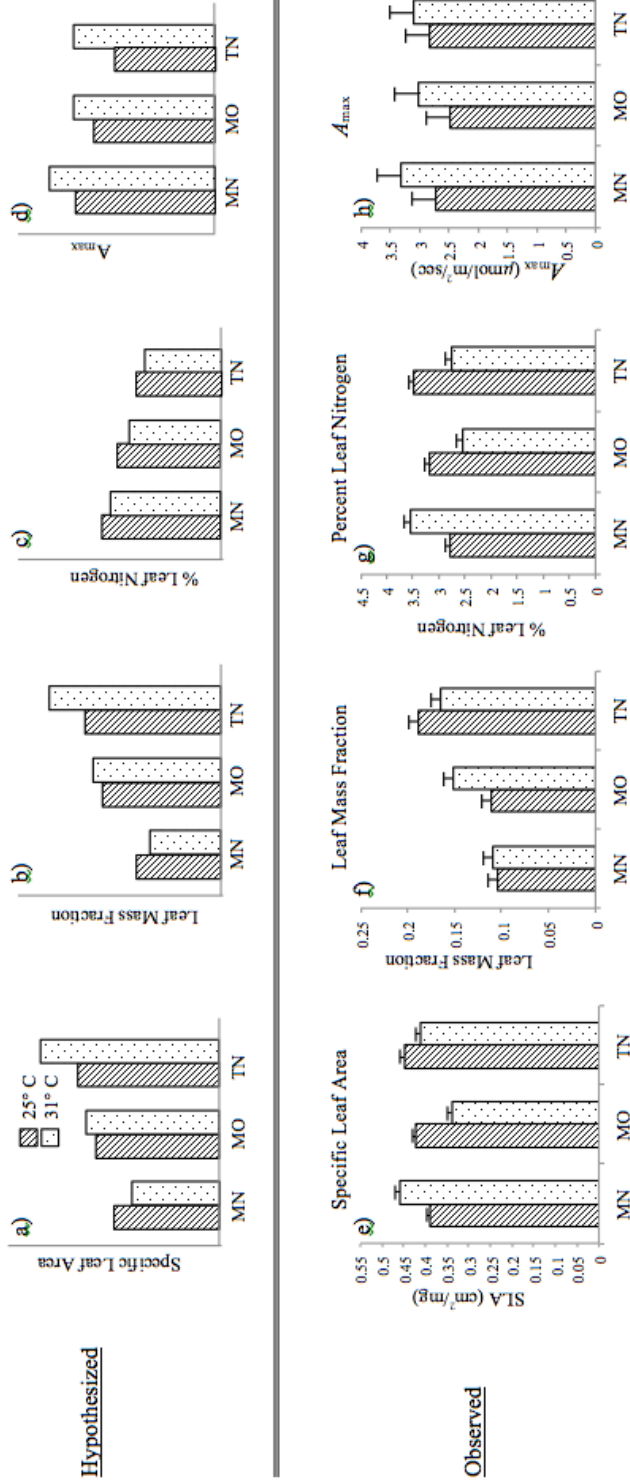 Hypothesized
a)
25° C
31° C
Specific Leaf Area
MN MO TN
b)
Leaf Mass Fraction
MN MO TN
c)
% Leaf Nitrogen
MN MO TN
d)
Amax
MN MO TN
Observed
e)
Specific Leaf Area
SLA (cm²/mg)
0.55
0.5
0.45
0.4
0.35
0.3
0.25
0.2
0.15
0.1
0.05
0
MN MO TN
f)
Leaf Mass Fraction
Leaf Mass Fraction
0.25
0.2
0.15
0.1
0.05
0
MN MO TN
g)
Percent Leaf Nitrogen
% Leaf Nitrogen
4.5
4
3.5
3
2.5
2
1.5
1
0.5
0
MN MO TN
h)
Amax
Amax (μmol/m²/sec)
4
3.5
3
2.5
2
1.5
1
0.5
0
MN MO TN